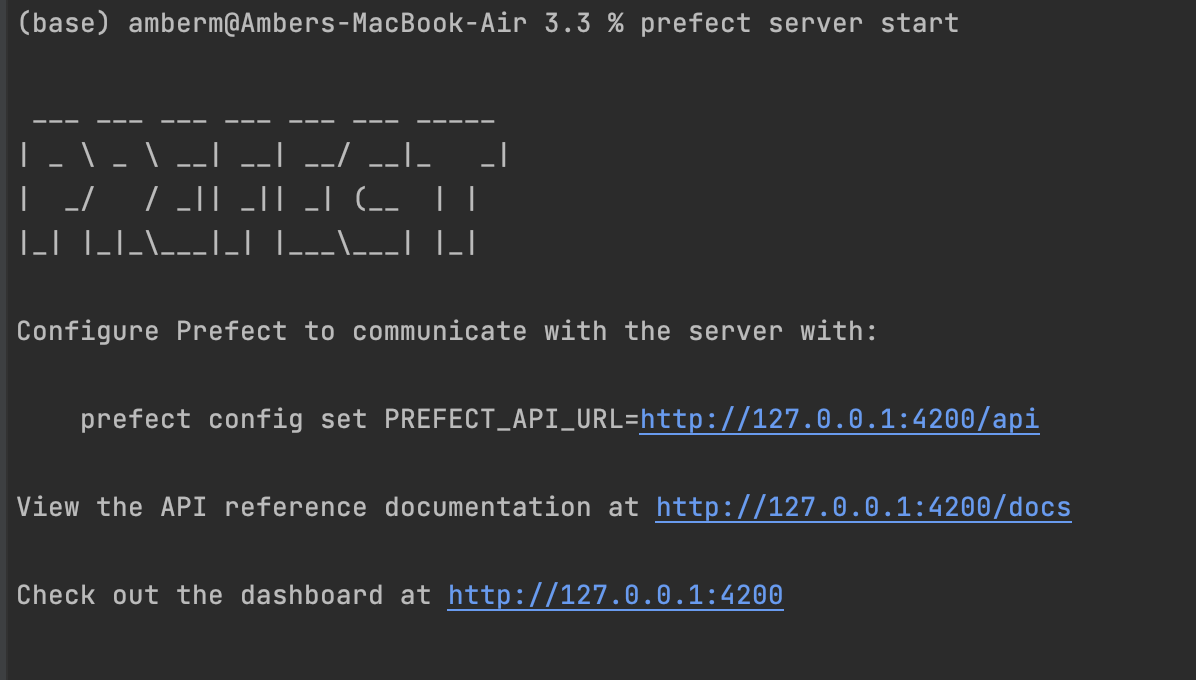 (base) amberm@Ambers-MacBook-Air 3.3 % prefect server start
 ___ ___ ___ ___ ___ ___ _____
| _ \ _ \ __| __| __/ __|_   _|
|  _/   / _|| _|| _| (__  | |
|_| |_|_\___|_| |___\___| |_|
Configure Prefect to communicate with the server with:
    prefect config set PREFECT_API_URL=http://127.0.0.1:4200/api
View the API reference documentation at http://127.0.0.1:4200/docs
Check out the dashboard at http://127.0.0.1:4200